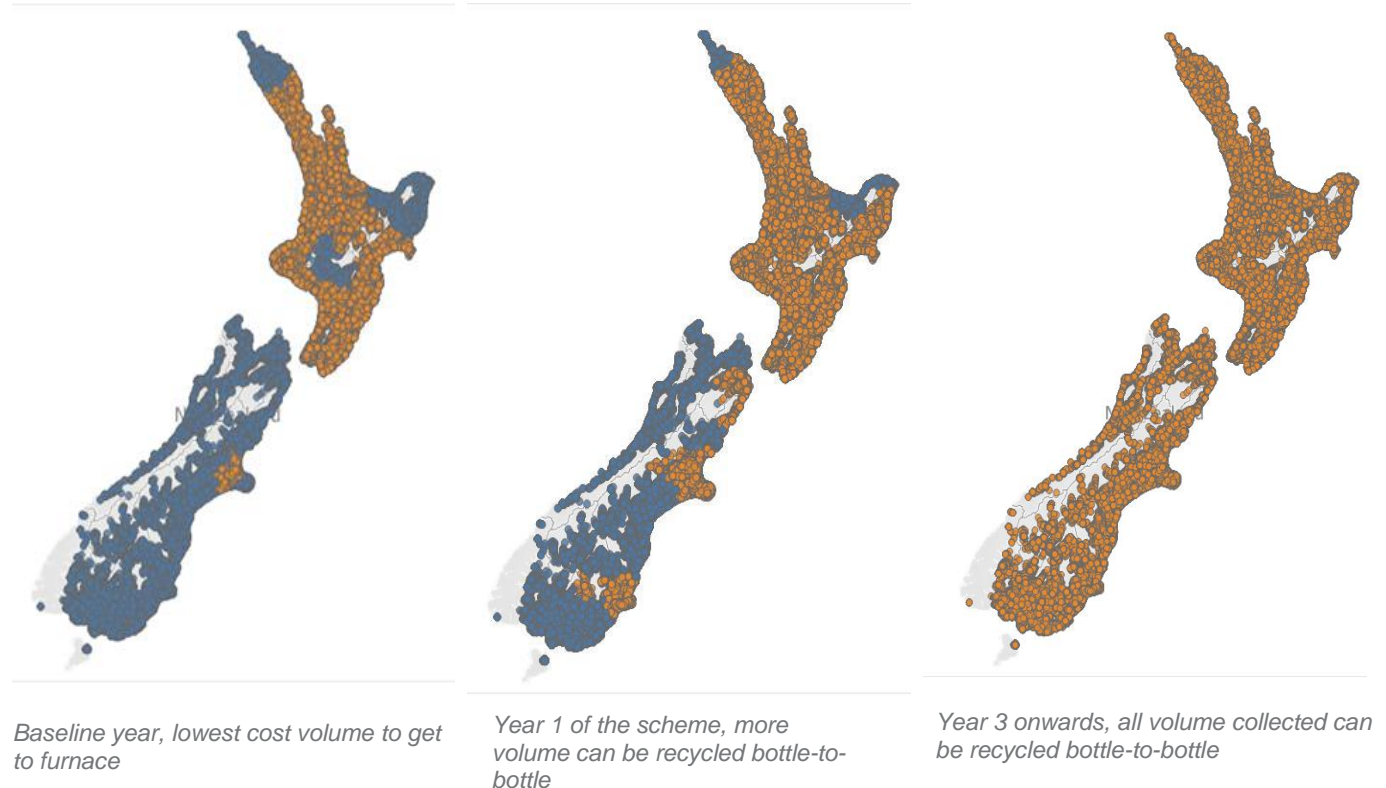 Baseline year, lowest cost volume to get
to furnace
Year 1 of the scheme, more
volume can be recycled bottle-to-
bottle
Year 3 onwards, all volume collected can
be recycled bottle-to-bottle